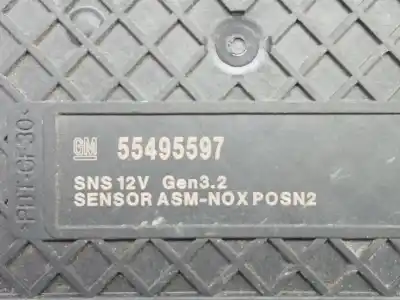 GM 55495597
SNS 12V Gen3.2
SENSOR ASM-NOX POSN2